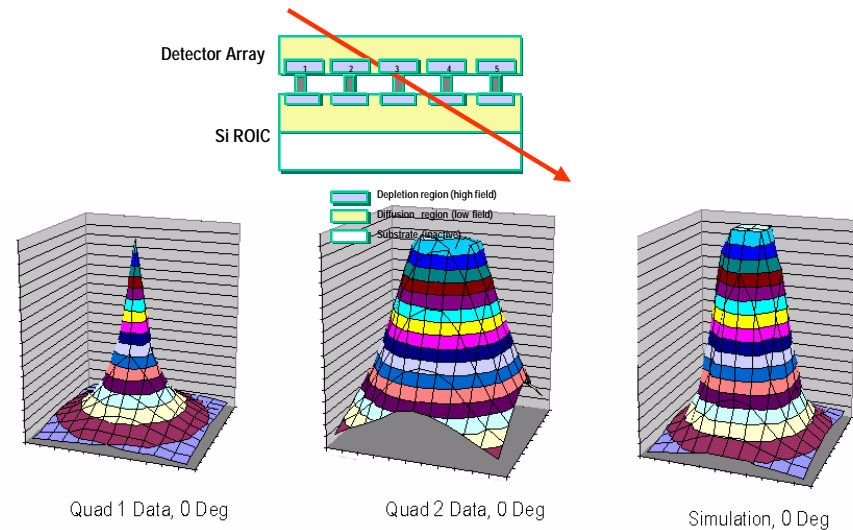 Detector Array
1 2 3 4 5
Si ROIC
Depletion region (high field)
Diffusion region (low field)
Substrate (inactive)
Quad 1 Data, 0 Deg
Quad 2 Data, 0 Deg
Simulation, 0 Deg